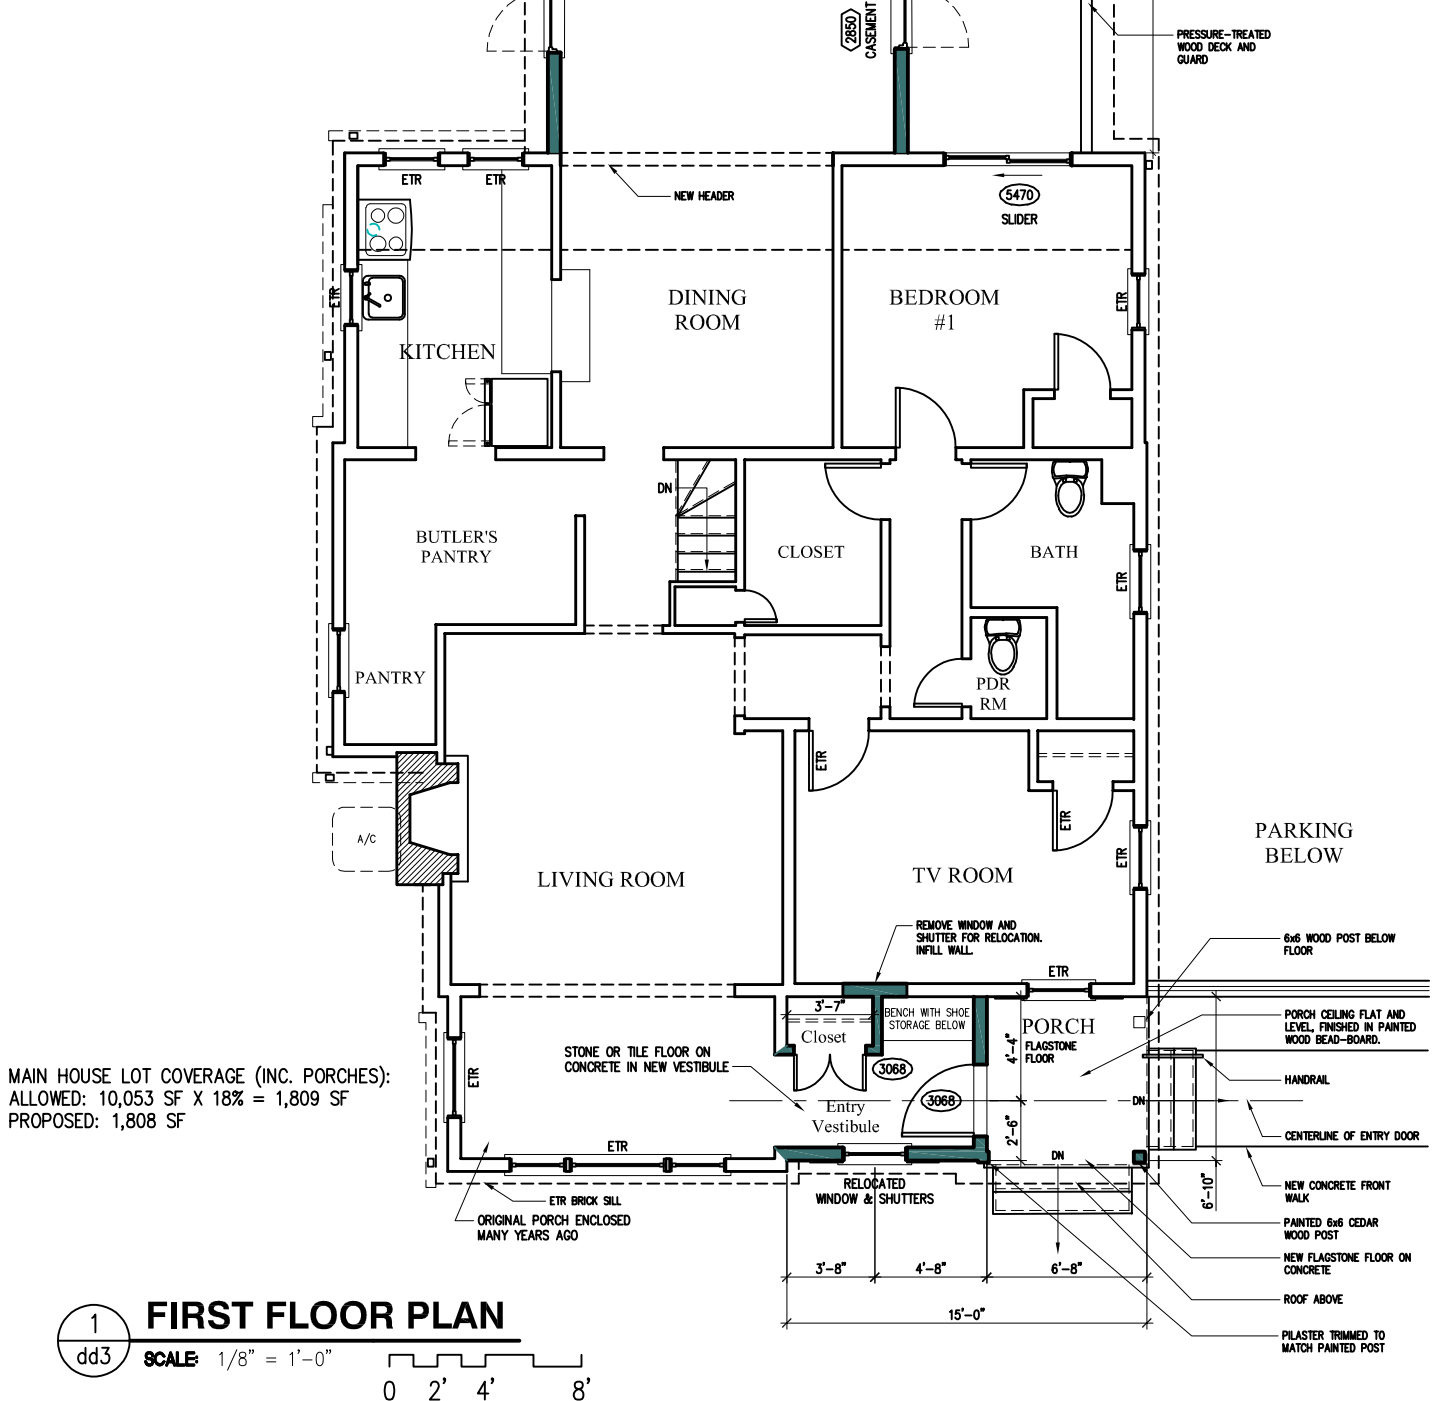 2850
CASEMENT
PRESSURE-TREATED
WOOD DECK AND
GUARD
ETR
ETR
NEW HEADER
5470
SLIDER
ETR
KITCHEN
DINING
ROOM
BEDROOM
#1
ETR
DN
BUTLER'S
PANTRY
CLOSET
BATH
ETR
PANTRY
PDR
RM
ETR
ETR
ETR
A/C
LIVING ROOM
TV ROOM
PARKING
BELOW
REMOVE WINDOW AND
SHUTTER FOR RELOCATION.
INFILL WALL.
ETR
6x6 WOOD POST BELOW
FLOOR
3'-7"
Closet
BENCH WITH SHOE
STORAGE BELOW
PORCH
FLAGSTONE
FLOOR
4'-4"
PORCH CEILING FLAT AND
LEVEL, FINISHED IN PAINTED
WOOD BEAD-BOARD.
STONE OR TILE FLOOR ON
CONCRETE IN NEW VESTIBULE
3068
3068
HANDRAIL
ETR
MAIN HOUSE LOT COVERAGE (INC. PORCHES):
ALLOWED: 10,053 SF X 18% = 1,809 SF
PROPOSED: 1,808 SF
Entry
Vestibule
DN
2'-6"
CENTERLINE OF ENTRY DOOR
ETR
DN
RELOCATED
WINDOW & SHUTTERS
6'-10"
NEW CONCRETE FRONT
WALK
ETR BRICK SILL
ORIGINAL PORCH ENCLOSED
MANY YEARS AGO
PAINTED 6x6 CEDAR
WOOD POST
NEW FLAGSTONE FLOOR ON
CONCRETE
3'-8"
4'-8"
6'-8"
ROOF ABOVE
15'-0"
PILASTER TRIMMED TO
MATCH PAINTED POST
1
dd3
FIRST FLOOR PLAN
SCALE: 1/8" = 1'-0"
0 2' 4' 8'